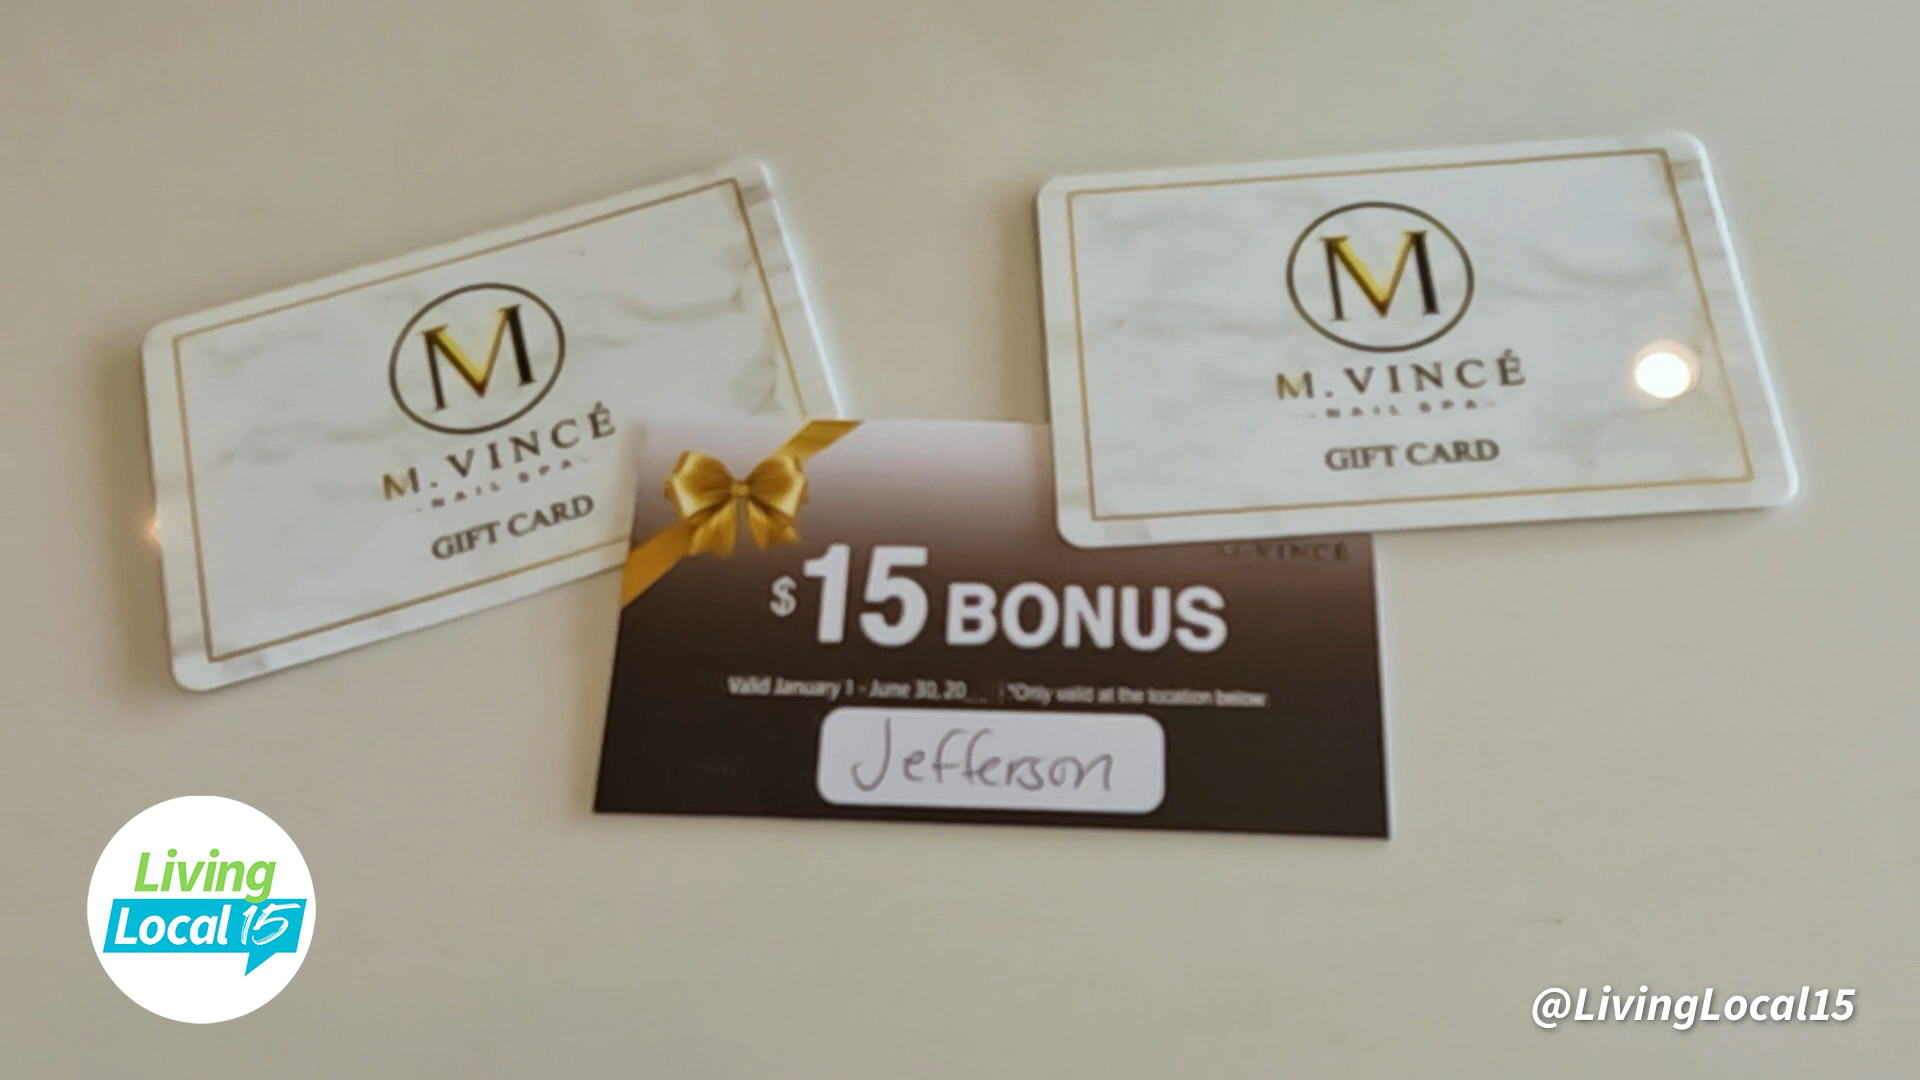 M
M. VINCÉ
NAIL SPA
GIFT CARD
M
M. VINCÉ
NAIL SPA
GIFT CARD
M. VINCÉ
$15 BONUS
Valid January 1 - June 30, 20 | *Only valid at the location below
Jefferson
Living
Local 15
@LivingLocal15